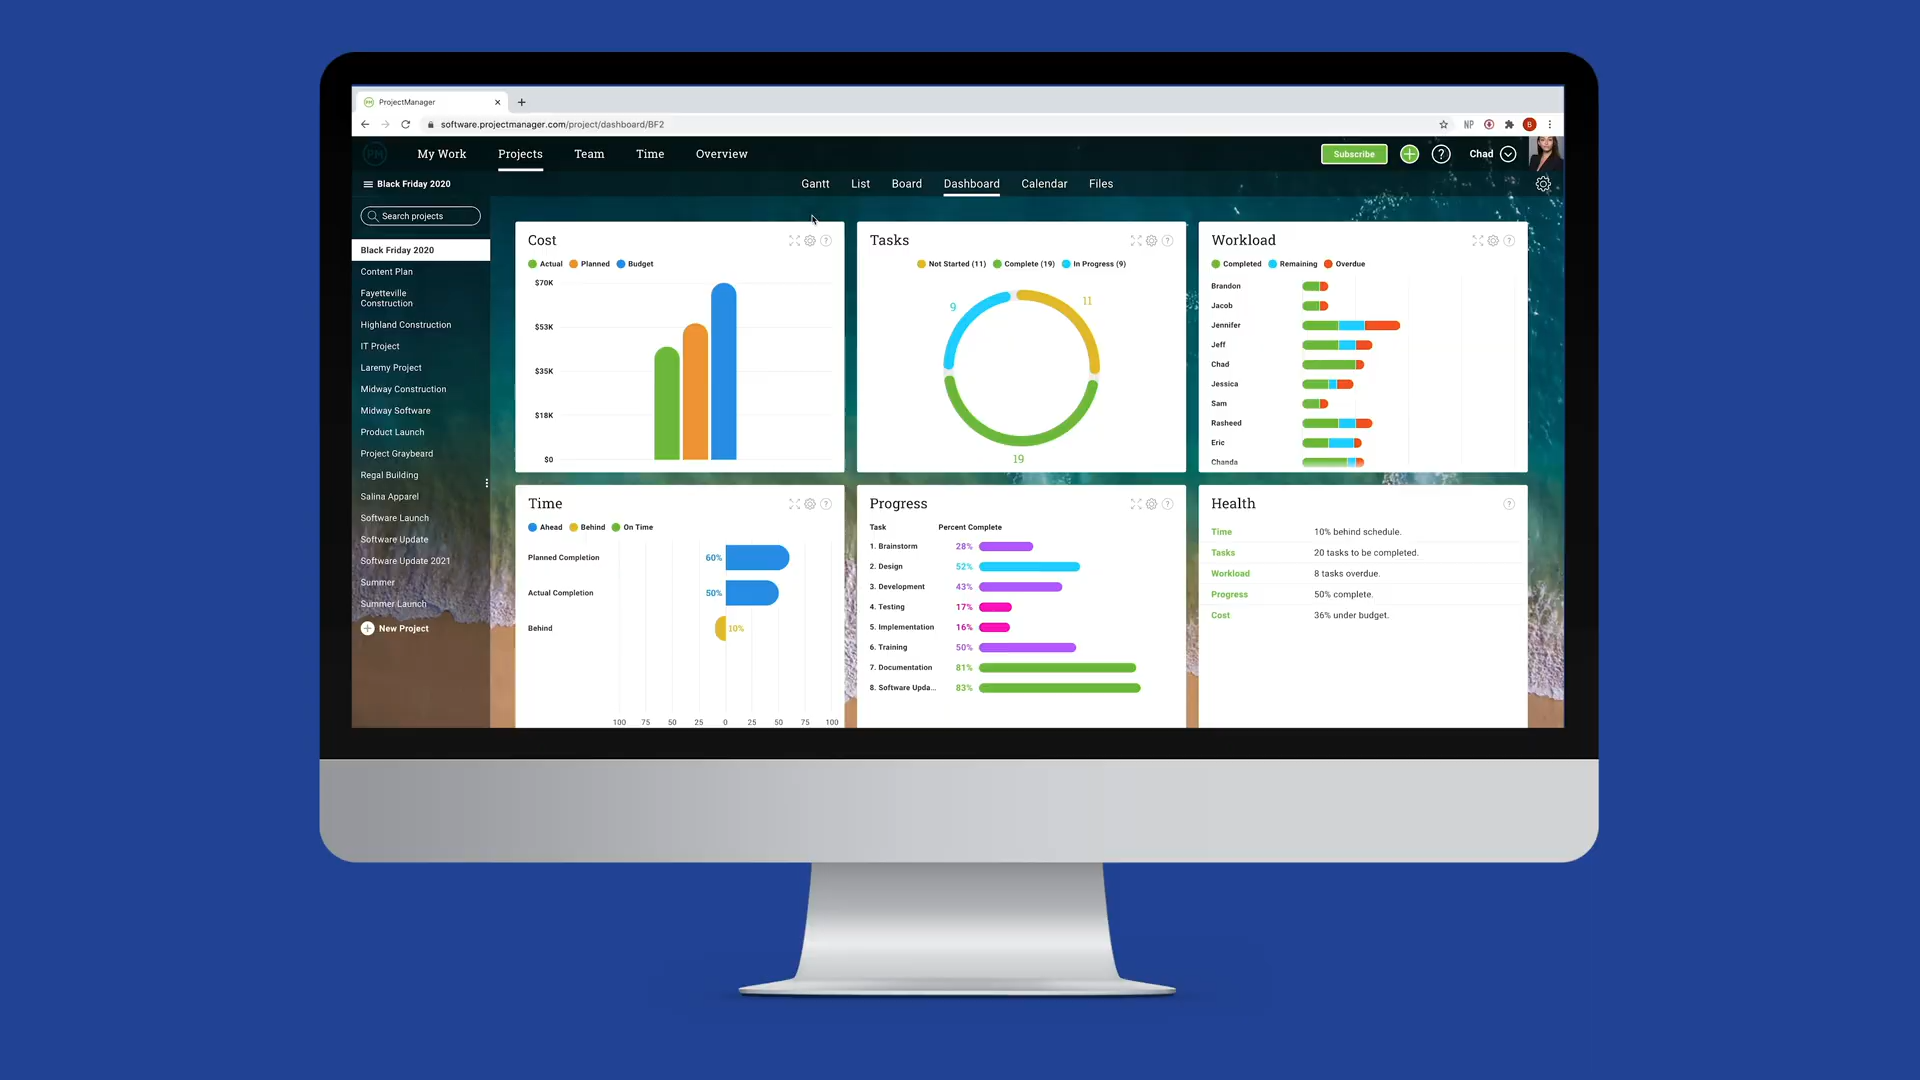 ProjectManager
software.projectmanager.com/project/dashboard/BF2
NP
B
PM
My Work
Projects
Team
Time
Overview
Subscribe
?
Chad
Black Friday 2020
Gantt
List
Board
Dashboard
Calendar
Files
Search projects
Black Friday 2020
Content Plan
Fayetteville
Construction
Highland Construction
IT Project
Laremy Project
Midway Construction
Midway Software
Product Launch
Project Graybeard
Regal Building
Salina Apparel
Software Launch
Software Update
Software Update 2021
Summer
Summer Launch
New Project
Cost
Actual Planned Budget
$70K
$53K
$35K
$18K
$0
Tasks
Not Started (11) Complete (19) In Progress (9)
9
11
19
Workload
Completed Remaining Overdue
Brandon
Jacob
Jennifer
Jeff
Chad
Jessica
Sam
Rasheed
Eric
Chanda
Time
Ahead Behind On Time
Planned Completion 60%
Actual Completion 50%
Behind 10%
100 75 50 25 0 25 50 75 100
Progress
Task Percent Complete
1. Brainstorm 28%
2. Design 52%
3. Development 43%
4. Testing 17%
5. Implementation 16%
6. Training 50%
7. Documentation 81%
8. Software Upda... 83%
Health
Time 10% behind schedule.
Tasks 20 tasks to be completed.
Workload 8 tasks overdue.
Progress 50% complete.
Cost 36% under budget.